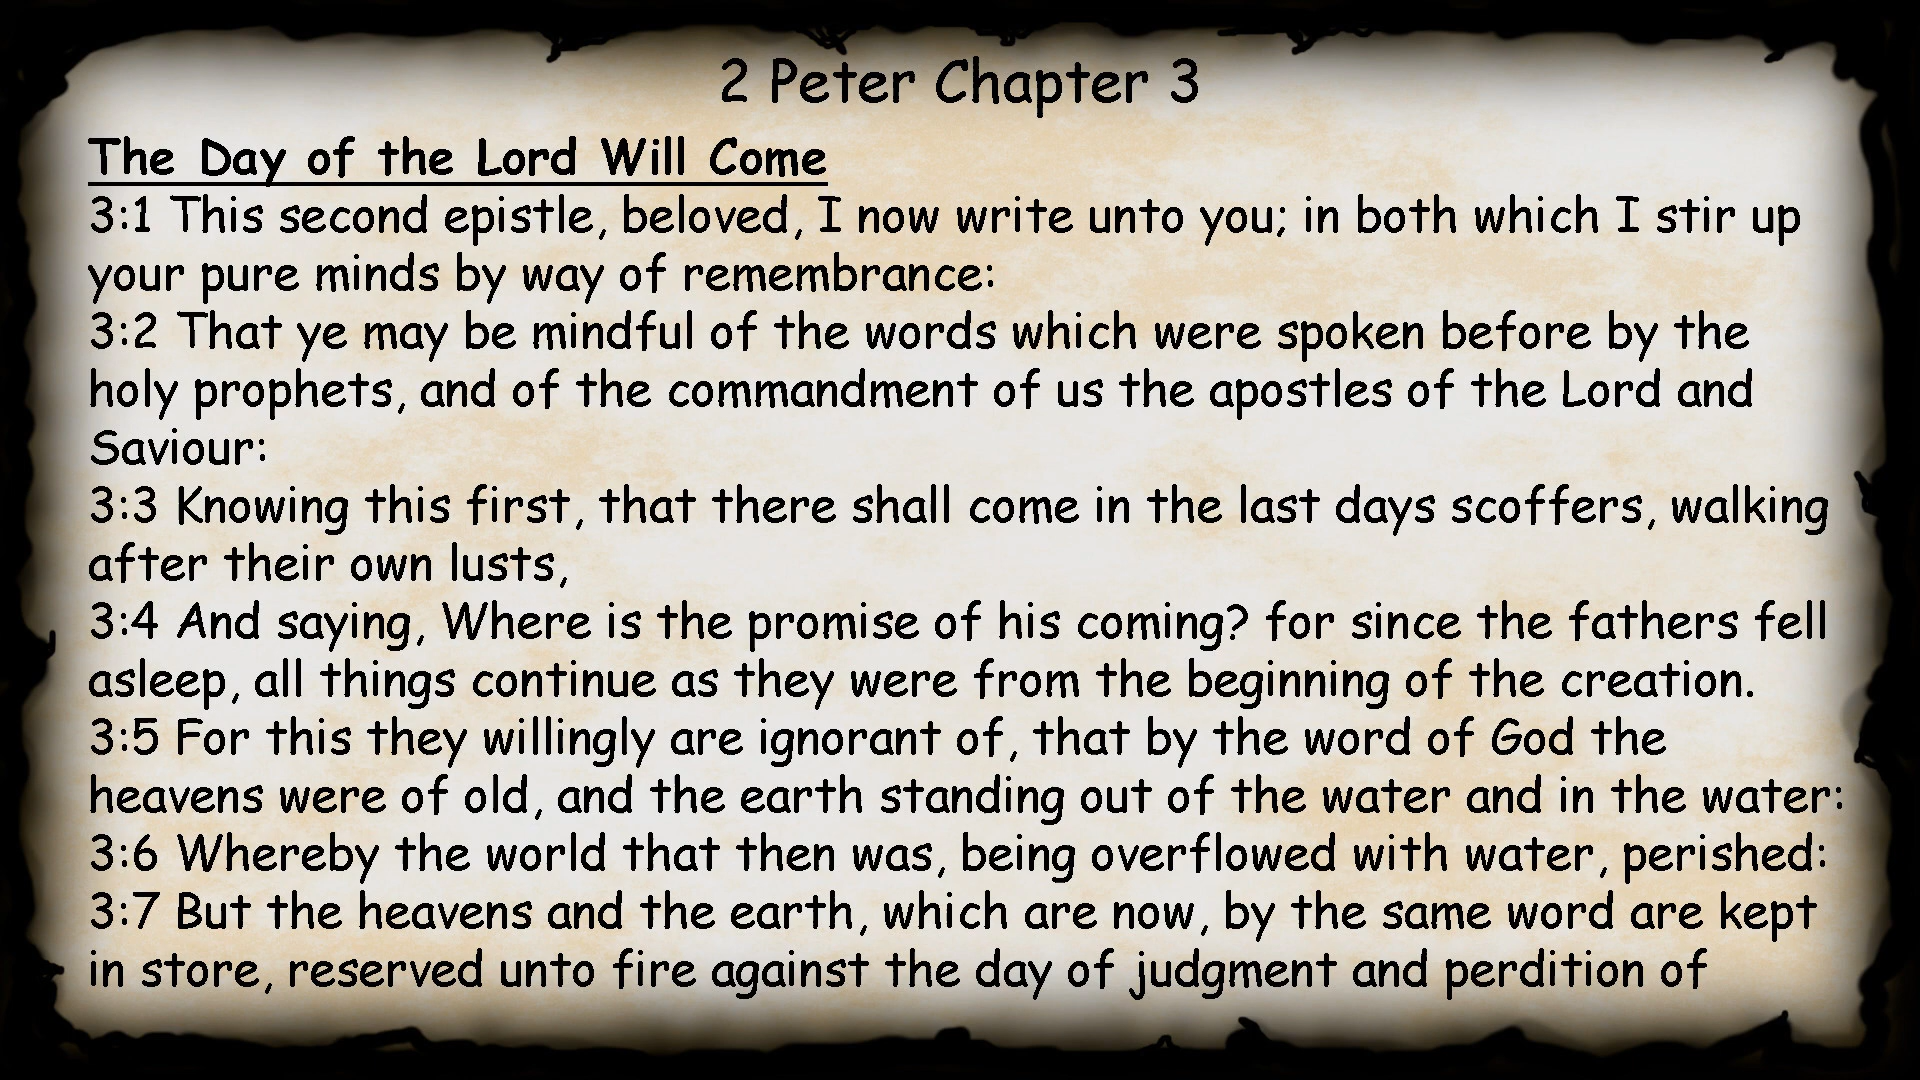 2 Peter Chapter 3
The Day of the Lord Will Come
3:1 This second epistle, beloved, I now write unto you; in both which I stir up
your pure minds by way of remembrance:
3:2 That ye may be mindful of the words which were spoken before by the
holy prophets, and of the commandment of us the apostles of the Lord and
Saviour:
3:3 Knowing this first, that there shall come in the last days scoffers, walking
after their own lusts,
3:4 And saying, Where is the promise of his coming? for since the fathers fell
asleep, all things continue as they were from the beginning of the creation.
3:5 For this they willingly are ignorant of, that by the word of God the
heavens were of old, and the earth standing out of the water and in the water:
3:6 Whereby the world that then was, being overflowed with water, perished:
3:7 But the heavens and the earth, which are now, by the same word are kept
in store, reserved unto fire against the day of judgment and perdition of